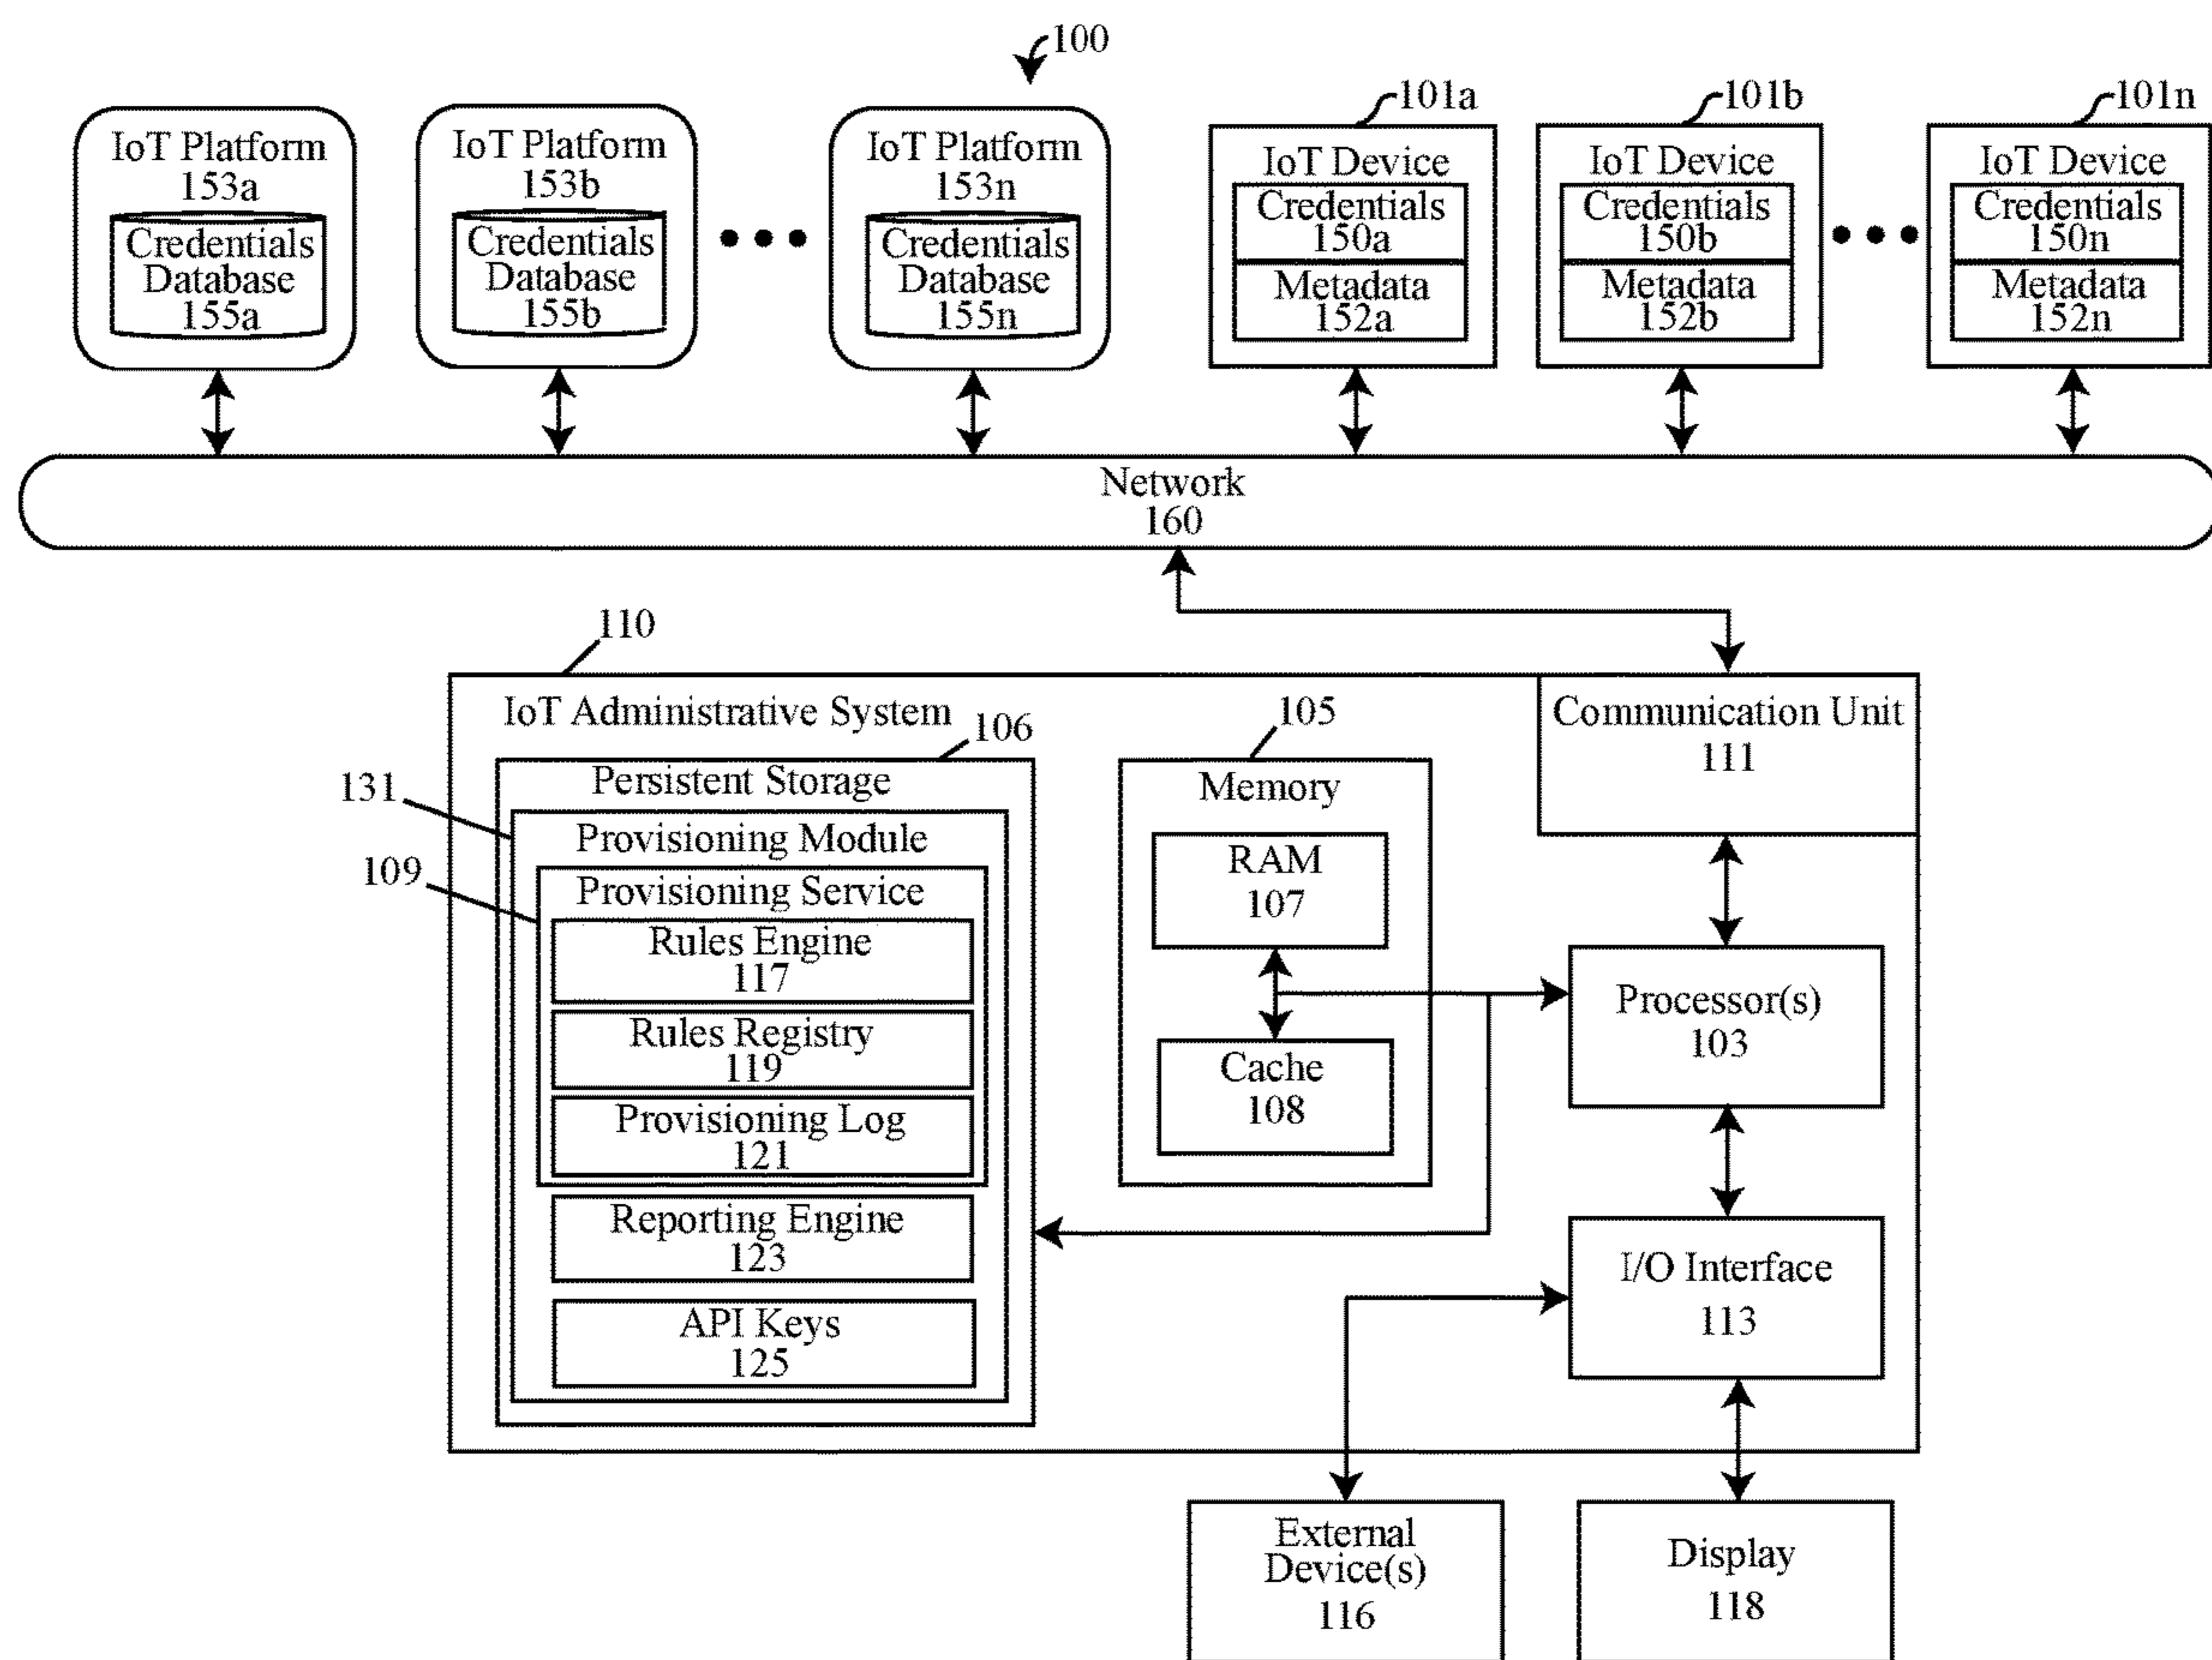 100
IoT Platform
153a
Credentials
Database
155a
IoT Platform
153b
Credentials
Database
155b
IoT Platform
153n
Credentials
Database
155n
101a
IoT Device
Credentials
150a
Metadata
152a
101b
IoT Device
Credentials
150b
Metadata
152b
101n
IoT Device
Credentials
150n
Metadata
152n
Network
160
110
IoT Administrative System
106
Persistent Storage
131
Provisioning Module
109
Provisioning Service
Rules Engine
117
Rules Registry
119
Provisioning Log
121
Reporting Engine
123
API Keys
125
105
Memory
RAM
107
Cache
108
Communication Unit
111
Processor(s)
103
I/O Interface
113
External
Device(s)
116
Display
118